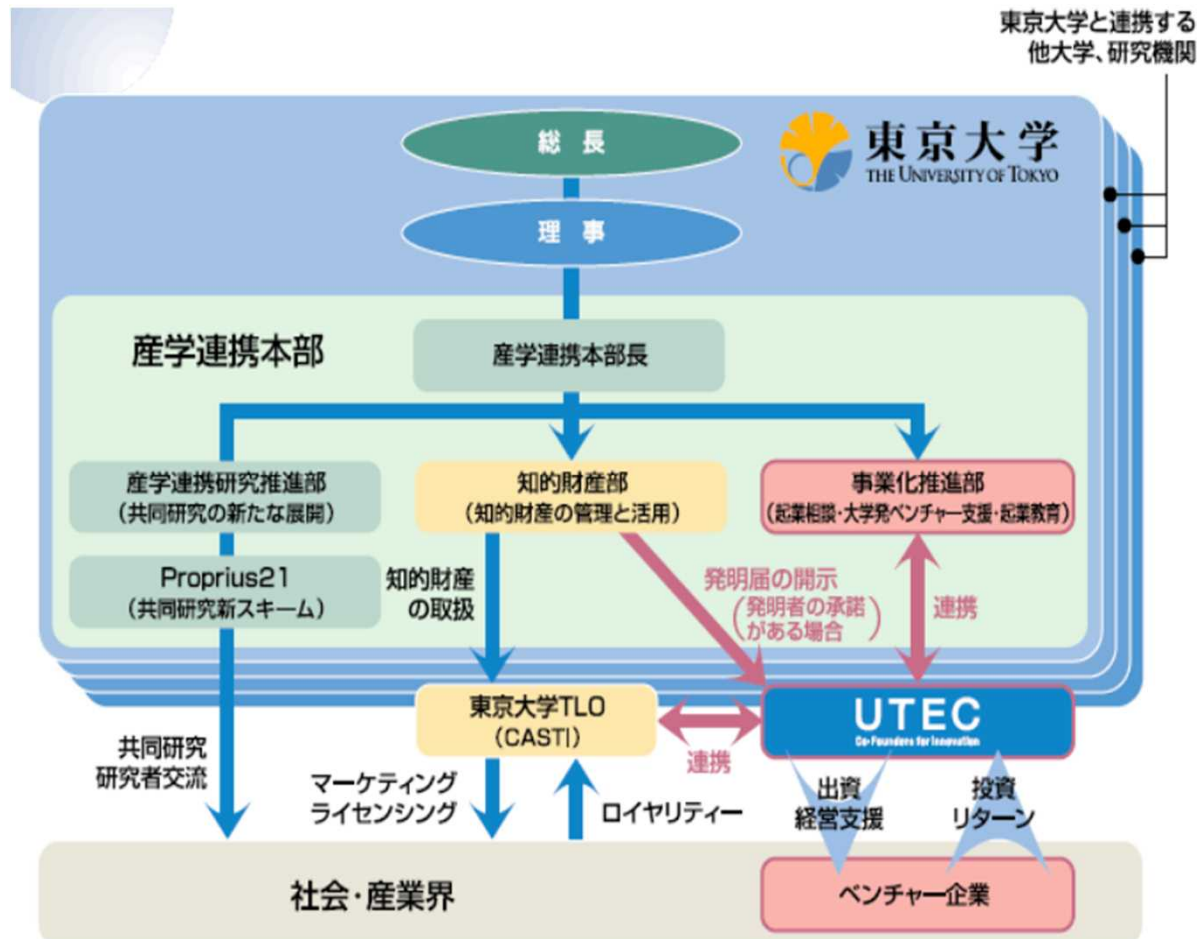 東京大学と連携する
他大学、研究機関
総 長
東京大学
THE UNIVERSITY OF TOKYO
理 事
産学連携本部
産学連携本部長
産学連携研究推進部
(共同研究の新たな展開)
知的財産部
(知的財産の管理と活用)
事業化推進部
(起業相談・大学発ベンチャー支援・起業教育)
Proprius21
(共同研究新スキーム)
知的財産
の取扱
発明届の開示
(発明者の承諾
がある場合)
連携
東京大学TLO
(CASTI)
連携
UTEC
Co-Founders for Innovation
共同研究
研究者交流
マーケティング
ライセンシング
ロイヤリティー
出資
経営支援
投資
リターン
社会・産業界
ベンチャー企業